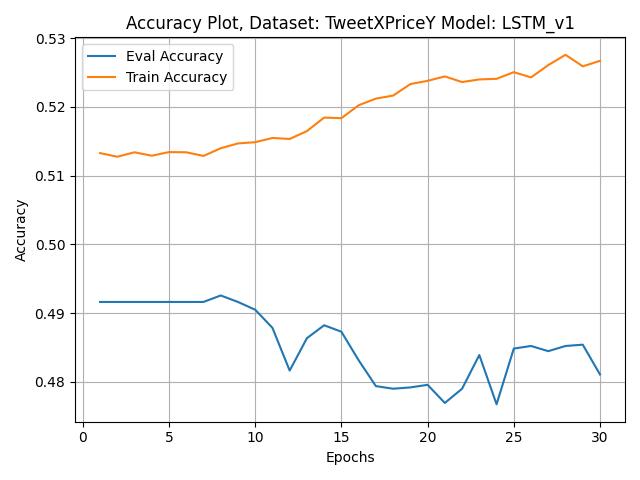 Accuracy Plot, Dataset: TweetXPriceY Model: LSTM_v1
Eval Accuracy
Train Accuracy
0.53
0.52
0.51
0.50
0.49
0.48
Accuracy
0 5 10 15 20 25 30
Epochs